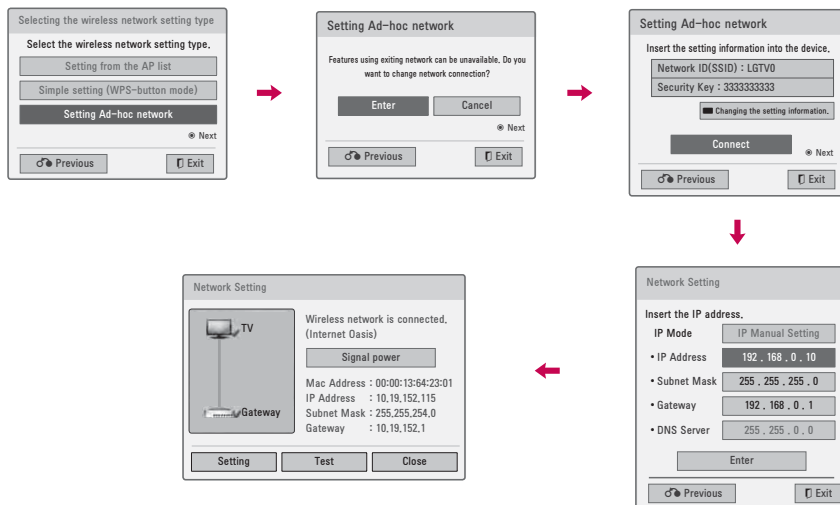 Selecting the wireless network setting type
Select the wireless network setting type.
Setting from the AP list
Simple setting (WPS-button mode)
Setting Ad-hoc network
Next
Previous
Exit
Setting Ad-hoc network
Features using exiting network can be unavailable. Do you
want to change network connection?
Enter
Cancel
Next
Previous
Exit
Setting Ad-hoc network
Insert the setting information into the device.
Network ID(SSID) : LGTV0
Security Key : 3333333333
Changing the setting information.
Connect
Next
Previous
Exit
Network Setting
Insert the IP address.
IP Mode IP Manual Setting
• IP Address 192 . 168 . 0 . 10
• Subnet Mask 255 . 255 . 255 . 0
• Gateway 192 . 168 . 0 . 1
• DNS Server 255 . 255 . 0 . 0
Enter
Previous
Exit
Network Setting
TV
Gateway
Wireless network is connected.
(Internet Oasis)
Signal power
Mac Address : 00:00:13:64:23:01
IP Address : 10.19.152.115
Subnet Mask : 255.255.254.0
Gateway : 10.19.152.1
Setting
Test
Close